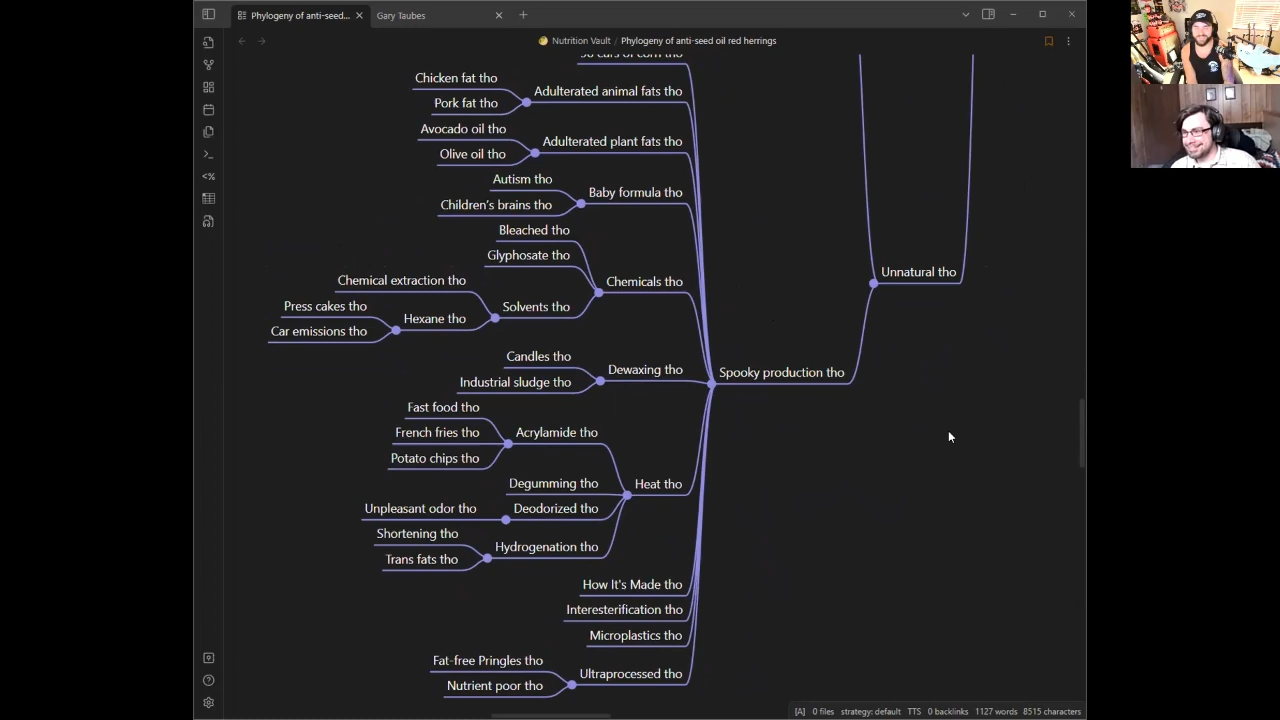 Phylogeny of anti-seed...
Gary Taubes
Nutrition Vault / Phylogeny of anti-seed oil red herrings
Chicken fat tho
Pork fat tho
Adulterated animal fats tho
Avocado oil tho
Olive oil tho
Adulterated plant fats tho
Autism tho
Children's brains tho
Baby formula tho
Bleached tho
Glyphosate tho
Chemical extraction tho
Press cakes tho
Car emissions tho
Hexane tho
Solvents tho
Chemicals tho
Candles tho
Industrial sludge tho
Dewaxing tho
Fast food tho
French fries tho
Potato chips tho
Acrylamide tho
Degumming tho
Unpleasant odor tho
Deodorized tho
Shortening tho
Trans fats tho
Hydrogenation tho
Heat tho
How It's Made tho
Interesterification tho
Microplastics tho
Fat-free Pringles tho
Nutrient poor tho
Ultraprocessed tho
Spooky production tho
Unnatural tho
[A] 0 files strategy: default TTS 0 backlinks 1127 words 8515 characters